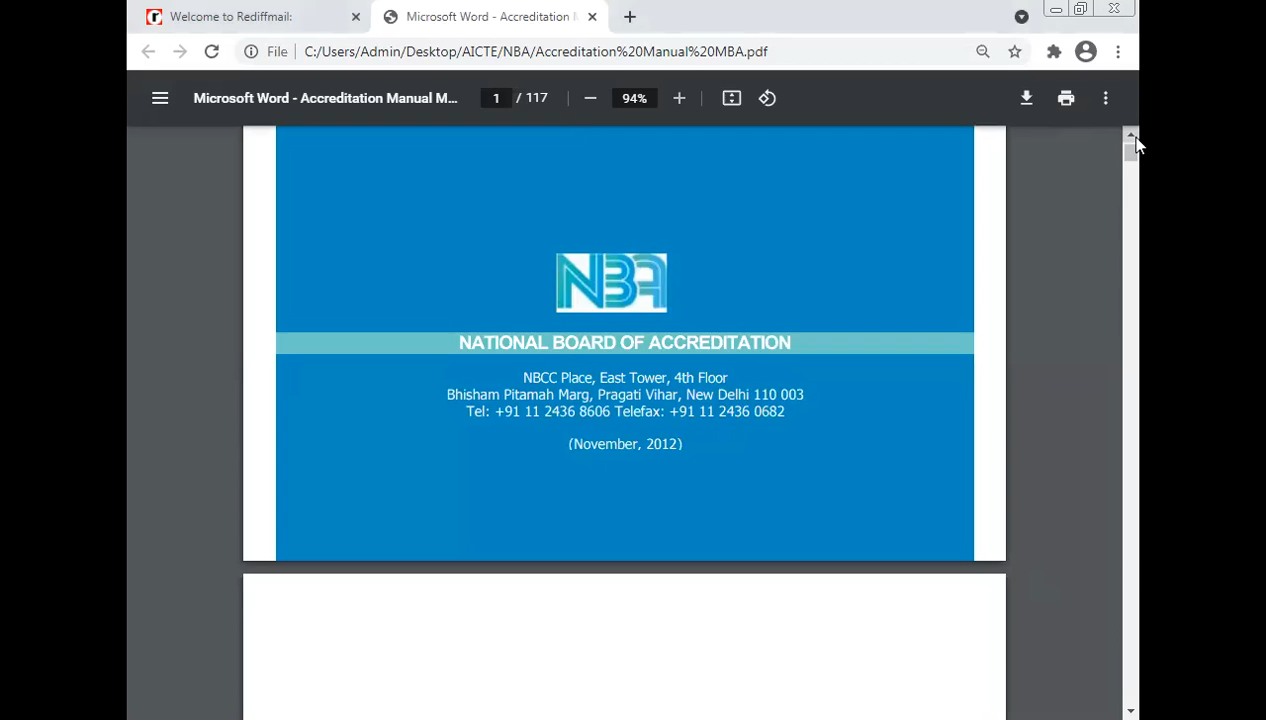 Welcome to Rediffmail:
Microsoft Word - Accreditation M
File
C:/Users/Admin/Desktop/AICTE/NBA/Accreditation%20Manual%20MBA.pdf
Microsoft Word - Accreditation Manual M...
1 / 117
94%
NBA
NATIONAL BOARD OF ACCREDITATION
NBCC Place, East Tower, 4th Floor
Bhisham Pitamah Marg, Pragati Vihar, New Delhi 110 003
Tel: +91 11 2436 8606 Telefax: +91 11 2436 0682
(November, 2012)